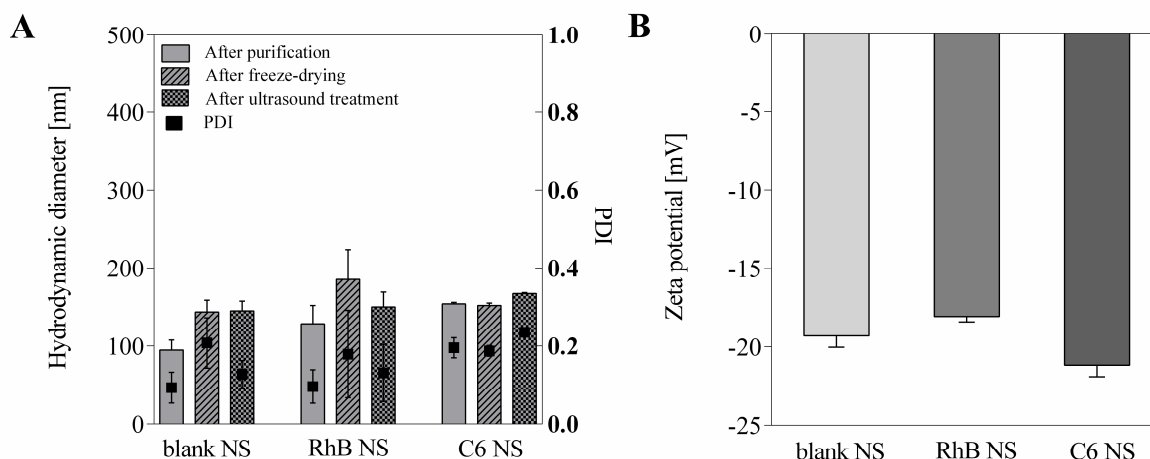 A
Hydrodynamic diameter [nm]
500
400
300
200
100
0
After purification
After freeze-drying
After ultrasound treatment
PDI
1.0
0.8
0.6
0.4
0.2
0.0
PDI
blank NS
RhB NS
C6 NS
B
Zeta potential [mV]
0
-5
-10
-15
-20
-25
blank NS
RhB NS
C6 NS